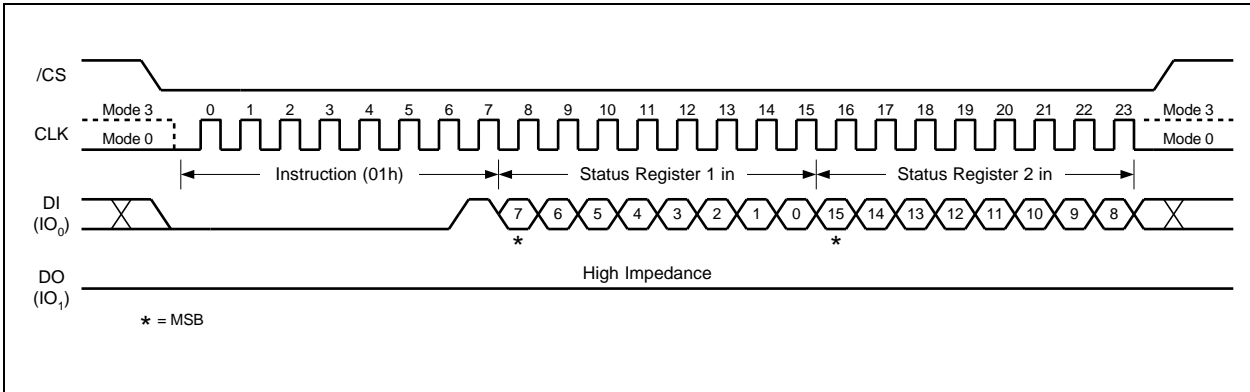 /CS
Mode 3 0 1 2 3 4 5 6 7 8 9 10 11 12 13 14 15 16 17 18 19 20 21 22 23 Mode 3
CLK
Mode 0 Mode 0
Instruction (01h) Status Register 1 in Status Register 2 in
DI
(IO0)
7 6 5 4 3 2 1 0 15 14 13 12 11 10 9 8
* *
High Impedance
DO
(IO1)
* = MSB